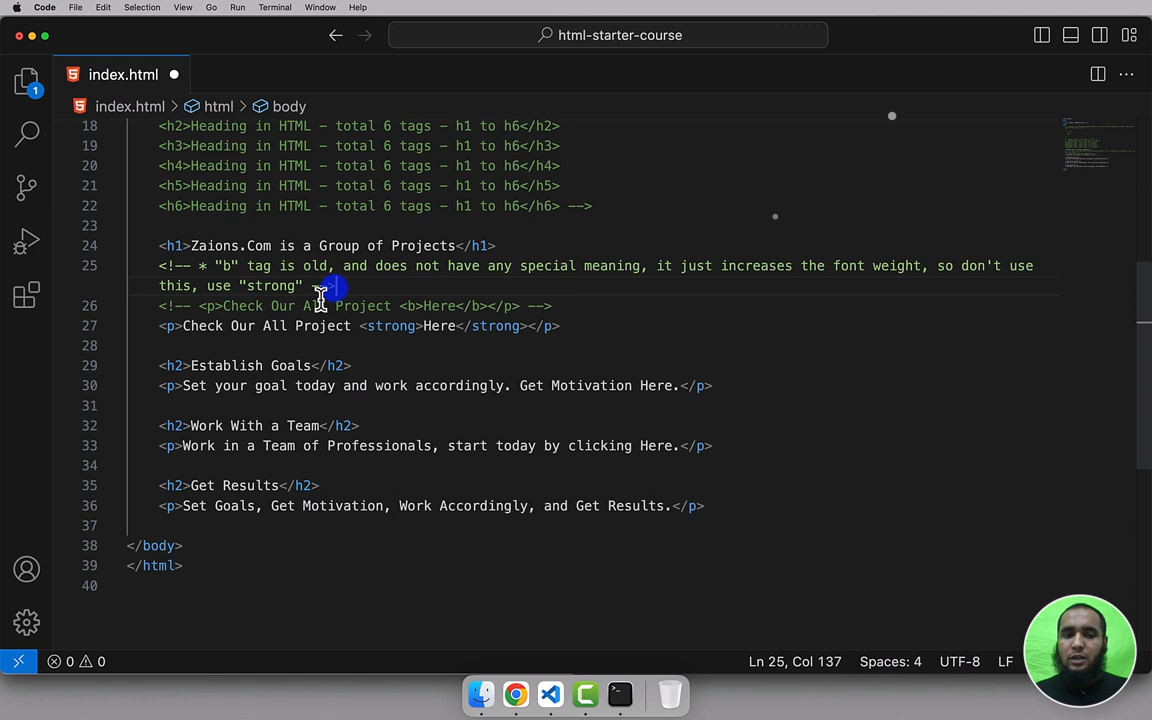 Code File Edit Selection View Go Run Terminal Window Help
html-starter-course
index.html
index.html > html > body
1
18 <h2>Heading in HTML - total 6 tags - h1 to h6</h2>
19 <h3>Heading in HTML - total 6 tags - h1 to h6</h3>
20 <h4>Heading in HTML - total 6 tags - h1 to h6</h4>
21 <h5>Heading in HTML - total 6 tags - h1 to h6</h5>
22 <h6>Heading in HTML - total 6 tags - h1 to h6</h6> -->
23
24 <h1>Zaions.Com is a Group of Projects</h1>
25 <!-- * "b" tag is old, and does not have any special meaning, it just increases the font weight, so don't use
this, use "strong" -->
26 <!-- <p>Check Our All Project <b>Here</b></p> -->
27 <p>Check Our All Project <strong>Here</strong></p>
28
29 <h2>Establish Goals</h2>
30 <p>Set your goal today and work accordingly. Get Motivation Here.</p>
31
32 <h2>Work With a Team</h2>
33 <p>Work in a Team of Professionals, start today by clicking Here.</p>
34
35 <h2>Get Results</h2>
36 <p>Set Goals, Get Motivation, Work Accordingly, and Get Results.</p>
37
38 </body>
39 </html>
40
0 0 Ln 25, Col 137 Spaces: 4 UTF-8 LF